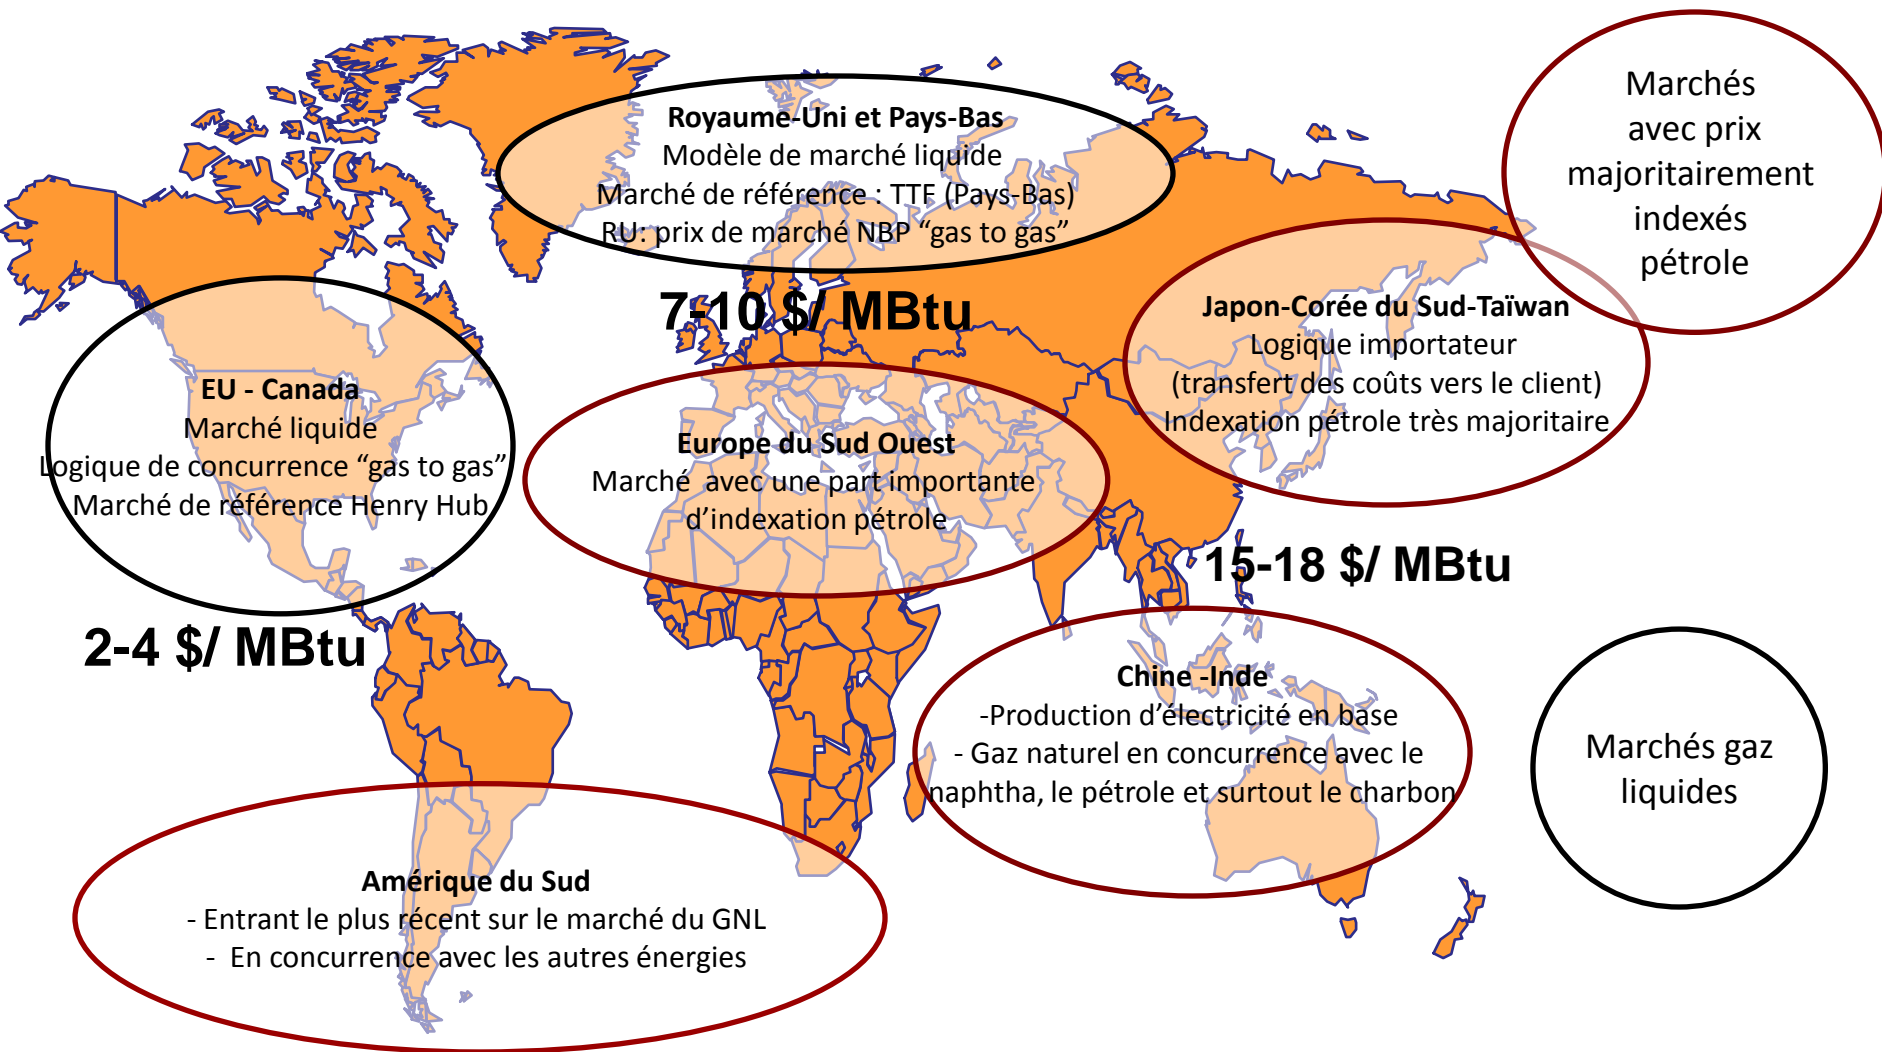 Royaume-Uni et Pays-Bas
Modèle de marché liquide
Marché de référence : TTF (Pays-Bas)
RU: prix de marché NBP “gas to gas”
Marchés
avec prix
majoritairement
indexés
pétrole
7-10 $/ MBtu
Japon-Corée du Sud-Taïwan
Logique importateur
(transfert des coûts vers le client)
Indexation pétrole très majoritaire
EU - Canada
Marché liquide
Logique de concurrence “gas to gas”
Marché de référence Henry Hub
Europe du Sud Ouest
Marché avec une part importante
d’indexation pétrole
15-18 $/ MBtu
2-4 $/ MBtu
Chine -Inde
-Production d’électricité en base
- Gaz naturel en concurrence avec le
naphtha, le pétrole et surtout le charbon
Marchés gaz
liquides
Amérique du Sud
- Entrant le plus récent sur le marché du GNL
- En concurrence avec les autres énergies